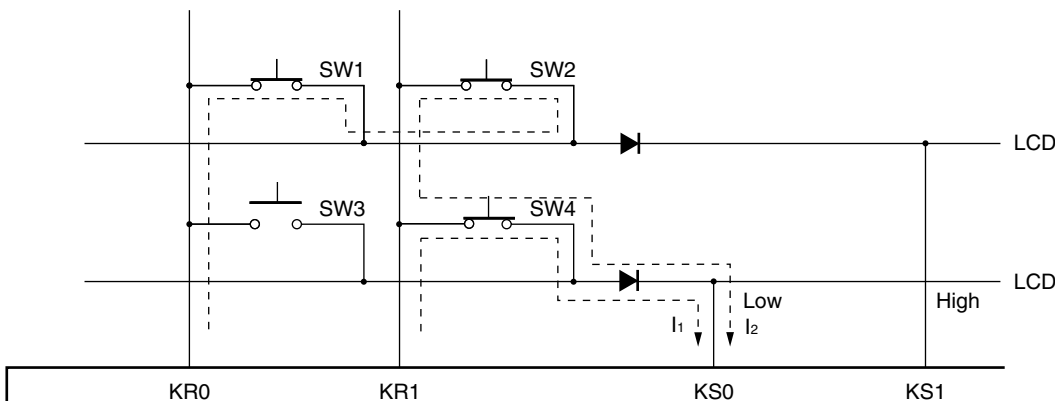 SW1
SW2
LCD
SW3
SW4
LCD
Low
High
I1
I2
KR0
KR1
KS0
KS1